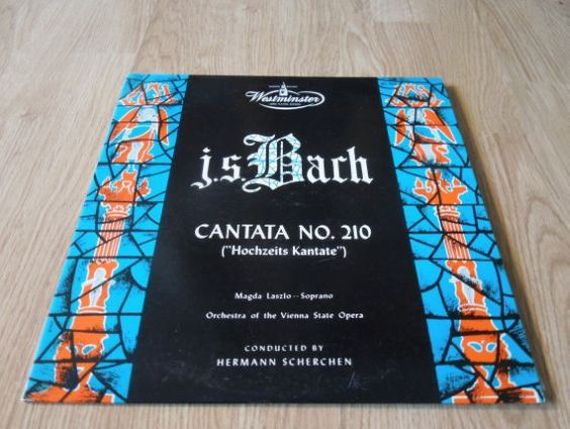 Westminster
j.s. Bach
CANTATA NO. 210
("Hochzeits Kantate")
Magda Laszlo -- Soprano
Orchestra of the Vienna State Opera
CONDUCTED BY
HERMANN SCHERCHEN